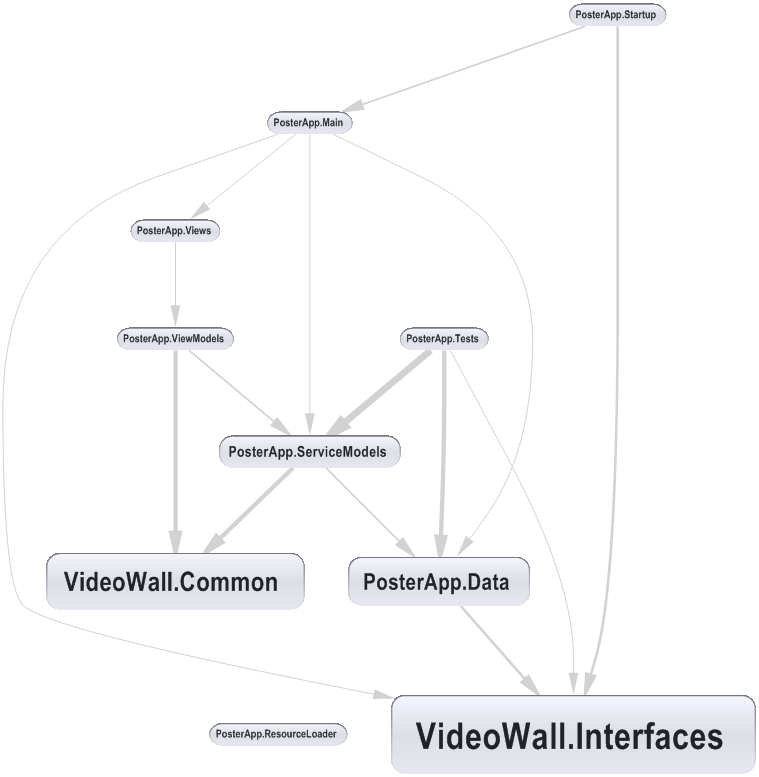 PosterApp.Startup
PosterApp.Main
PosterApp.Views
PosterApp.ViewModels
PosterApp.Tests
PosterApp.ServiceModels
VideoWall.Common
PosterApp.Data
PosterApp.ResourceLoader
VideoWall.Interfaces